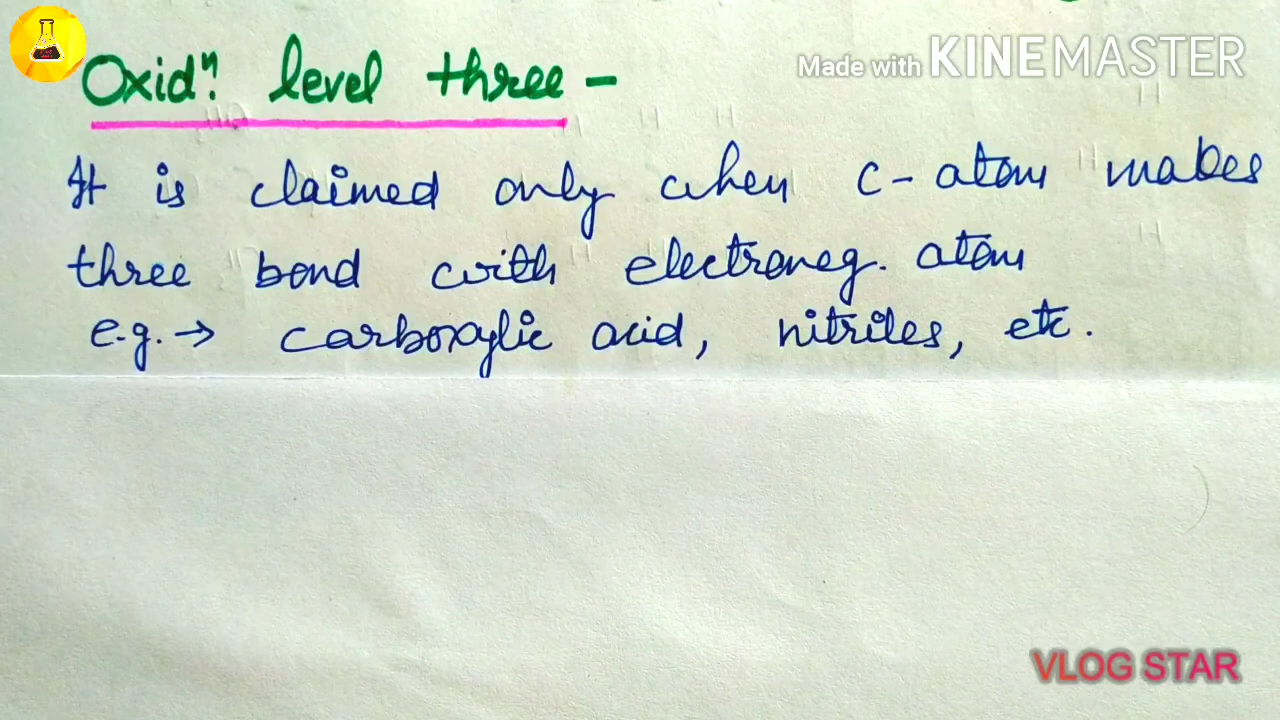 Made with KINEMASTER
Oxidⁿ. level three -
It is claimed only when c- atom makes
three bond with electroneg. atom
e.g. → carboxylic acid, nitriles, etc.
VLOG STAR